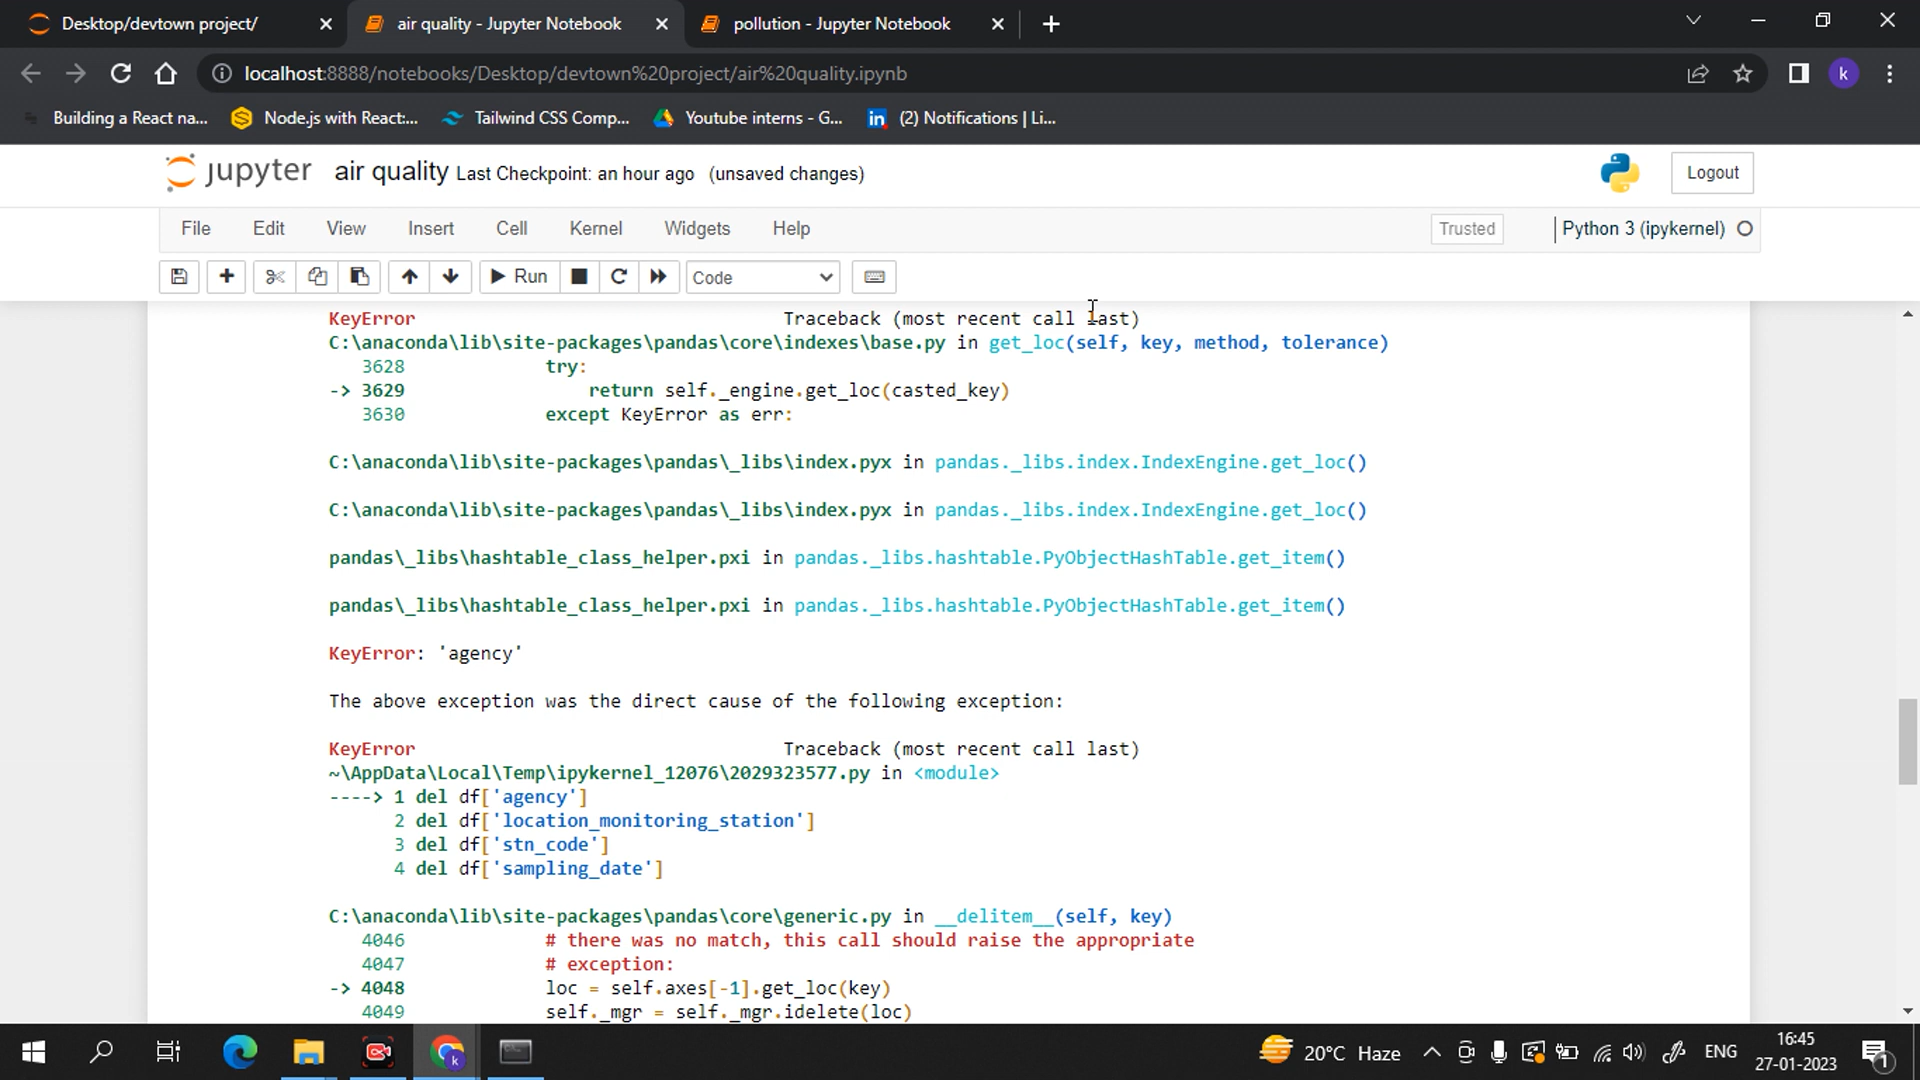 Desktop/devtown project/
air quality - Jupyter Notebook
pollution - Jupyter Notebook
localhost:8888/notebooks/Desktop/devtown%20project/air%20quality.ipynb
k
Building a React na...
Node.js with React:...
Tailwind CSS Comp...
Youtube interns - G...
(2) Notifications | Li...
jupyter air quality Last Checkpoint: an hour ago (unsaved changes)
Logout
File Edit View Insert Cell Kernel Widgets Help
Trusted
Python 3 (ipykernel)
Run
Code
KeyError Traceback (most recent call last)
C:\anaconda\lib\site-packages\pandas\core\indexes\base.py in get_loc(self, key, method, tolerance)
3628 try:
-> 3629 return self._engine.get_loc(casted_key)
3630 except KeyError as err:
C:\anaconda\lib\site-packages\pandas\_libs\index.pyx in pandas._libs.index.IndexEngine.get_loc()
C:\anaconda\lib\site-packages\pandas\_libs\index.pyx in pandas._libs.index.IndexEngine.get_loc()
pandas\_libs\hashtable_class_helper.pxi in pandas._libs.hashtable.PyObjectHashTable.get_item()
pandas\_libs\hashtable_class_helper.pxi in pandas._libs.hashtable.PyObjectHashTable.get_item()
KeyError: 'agency'
The above exception was the direct cause of the following exception:
KeyError Traceback (most recent call last)
~\AppData\Local\Temp\ipykernel_12076\2029323577.py in <module>
----> 1 del df['agency']
2 del df['location_monitoring_station']
3 del df['stn_code']
4 del df['sampling_date']
C:\anaconda\lib\site-packages\pandas\core\generic.py in __delitem__(self, key)
4046 # there was no match, this call should raise the appropriate
4047 # exception:
-> 4048 loc = self.axes[-1].get_loc(key)
4049 self._mgr = self._mgr.idelete(loc)
20°C Haze
ENG
16:45
27-01-2023
1